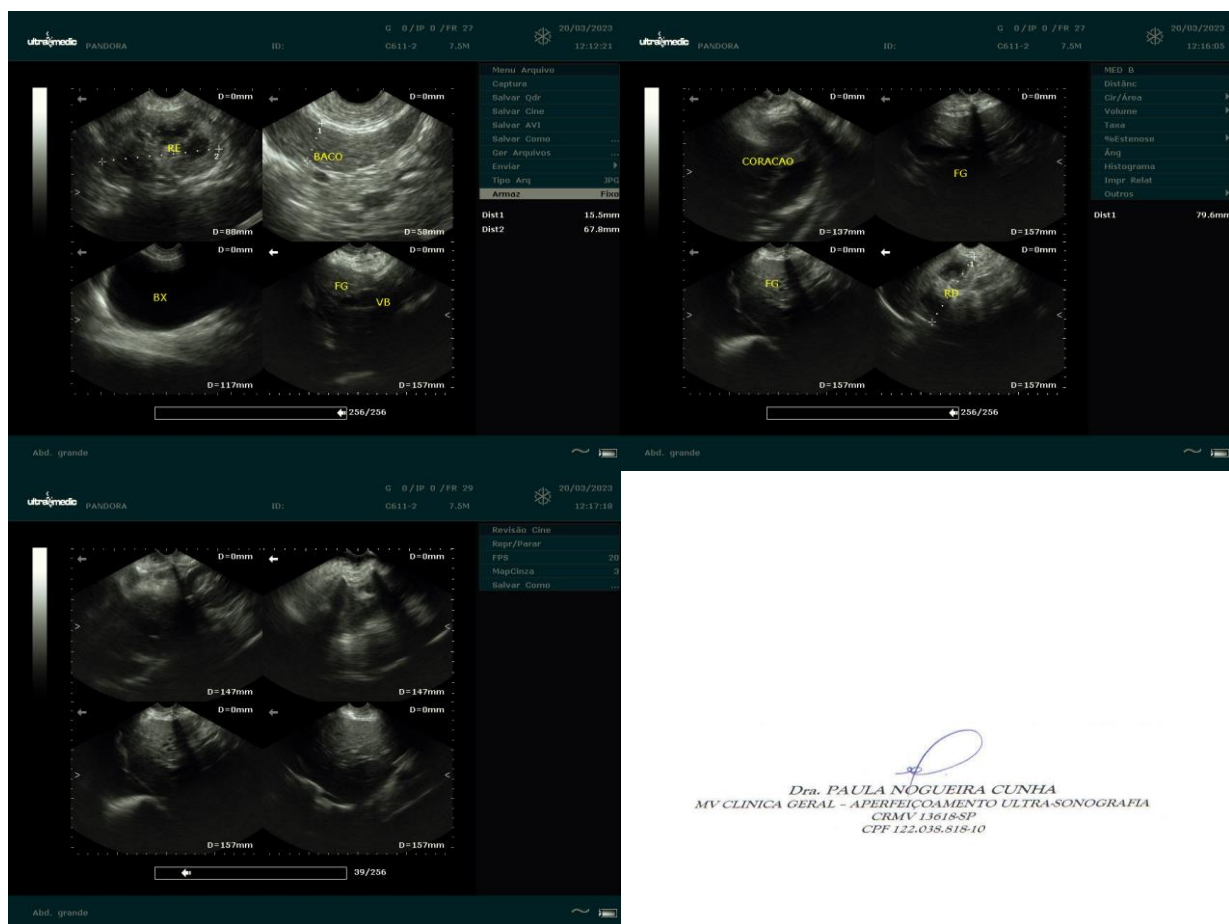 ultramedic PANDORA ID: G 0/IP 0 /FR 27 C611-2 7.5M 20/03/2023 12:12:21
Menu Arquivo
Captura
Salvar Qdr
Salvar Cine
Salvar AVI
Salvar Como ...
Ger Arquivos ...
Enviar
Tipo Arq JPG
Armaz Fixo
Dist1 15.5mm
Dist2 67.8mm
D=0mm D=0mm
RE 2
1
BACO
D=88mm D=58mm
D=0mm D=0mm
BX FG VB
D=117mm D=157mm
256/256
Abd. grande
ultramedic PANDORA ID: G 0/IP 0 /FR 27 C611-2 7.5M 20/03/2023 12:16:05
MED B
Distânc
Cir/Área
Volume
Taxa
%Estenose
Âng
Histograma
Impr Relat
Outros
Dist1 79.6mm
D=0mm D=0mm
CORACAO FG
D=137mm D=157mm
D=0mm D=0mm
FG RD
D=157mm D=157mm
256/256
Abd. grande
ultramedic PANDORA ID: G 0/IP 0 /FR 29 C611-2 7.5M 20/03/2023 12:17:18
Revisão Cine
Repr/Parar
FPS 20
MapCinza 3
Salvar Como ...
D=0mm D=0mm
D=147mm D=147mm
D=0mm D=0mm
D=157mm D=157mm
39/256
Abd. grande
Dra. PAULA NOGUEIRA CUNHA
MV CLINICA GERAL - APERFEIÇOAMENTO ULTRA-SONOGRAFIA
CRMV 13618-SP
CPF 122.038.818-10